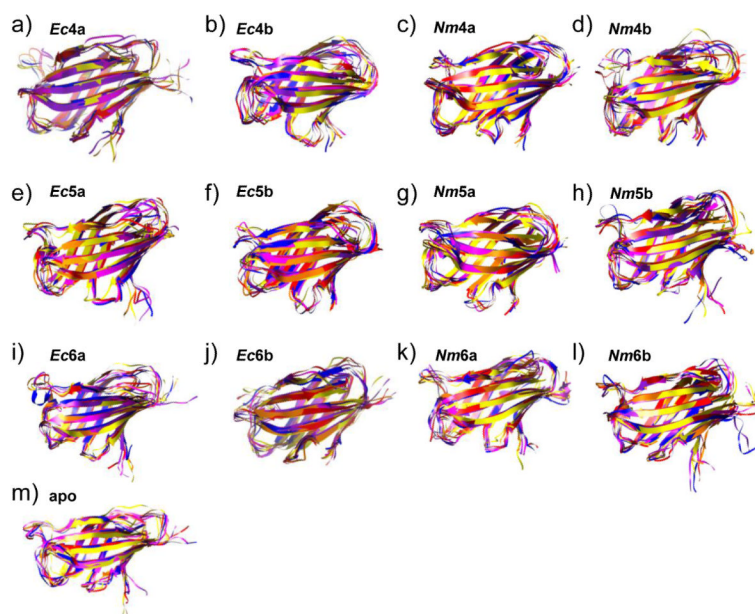 a) Ec4a b) Ec4b c) Nm4a d) Nm4b
e) Ec5a f) Ec5b g) Nm5a h) Nm5b
i) Ec6a j) Ec6b k) Nm6a l) Nm6b
m) apo